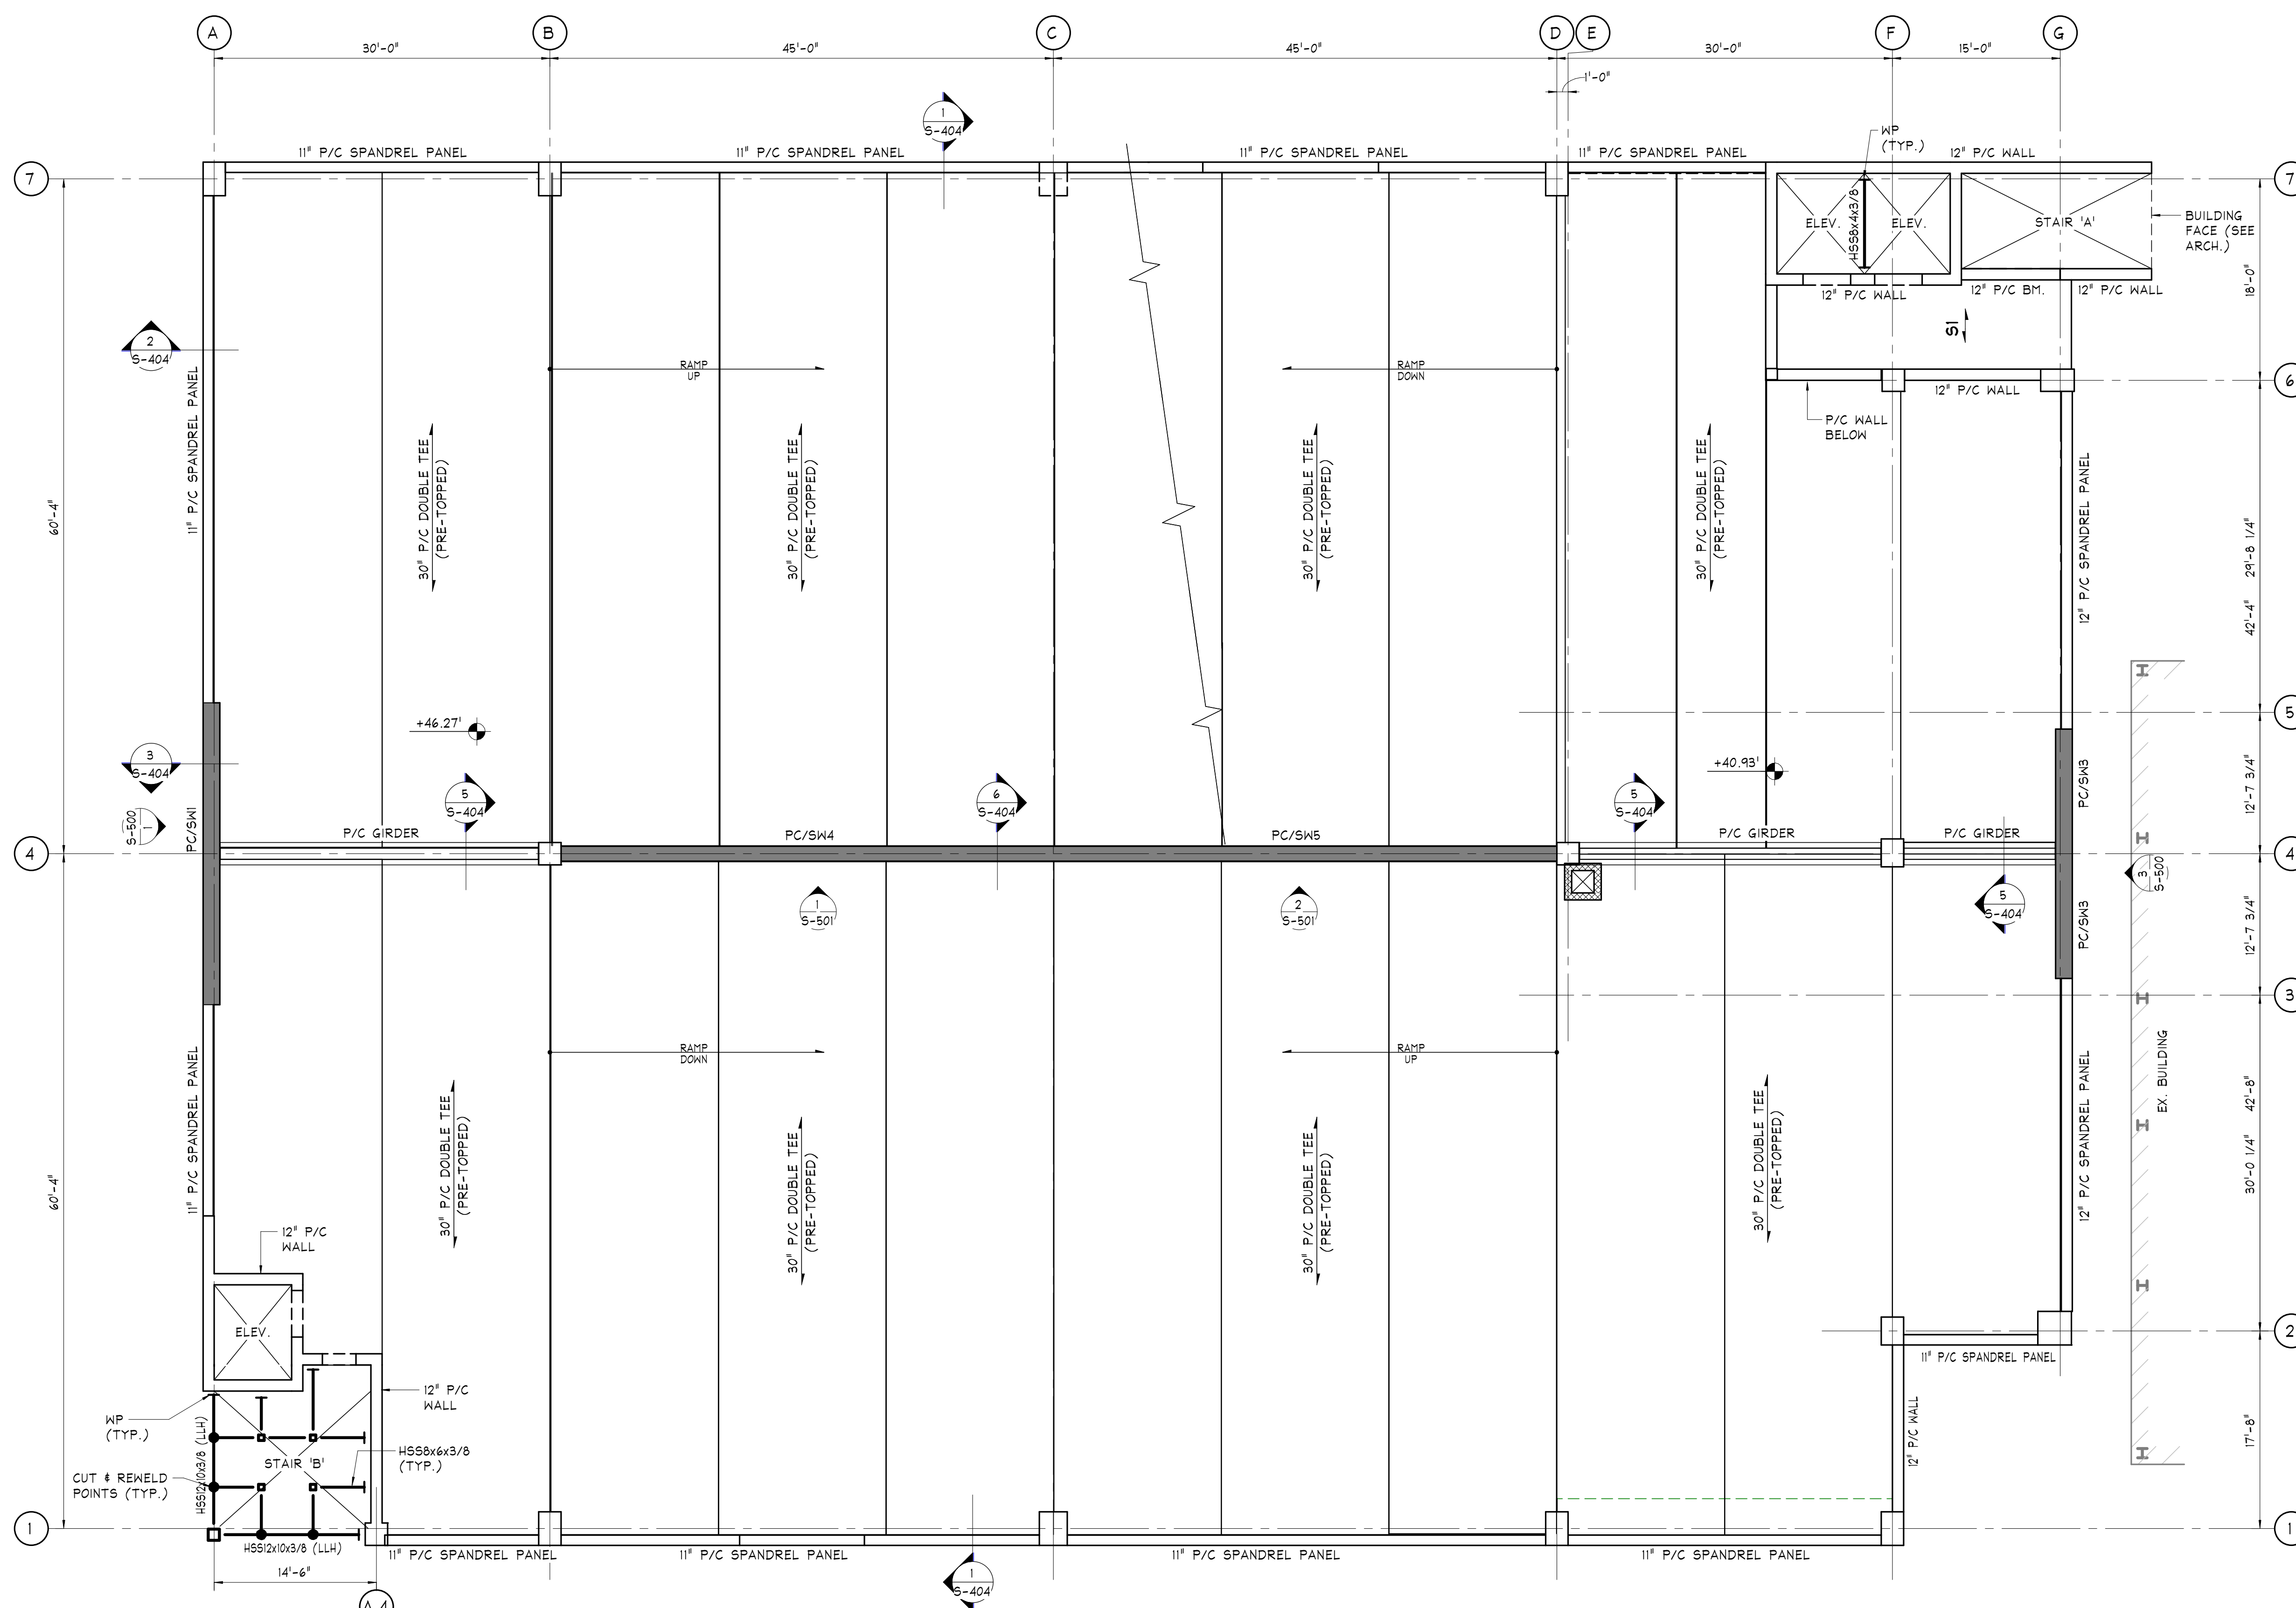 A
B
C
D
E
F
G
30'-0"
45'-0"
45'-0"
30'-0"
15'-0"
1'-0"
1
S-404
WP
(TYP.)
11" P/C SPANDREL PANEL
11" P/C SPANDREL PANEL
11" P/C SPANDREL PANEL
11" P/C SPANDREL PANEL
12" P/C WALL
7
7
ELEV.
HSS8x4x3/8
ELEV.
STAIR 'A'
BUILDING
FACE (SEE
ARCH.)
12" P/C WALL
12" P/C BM.
12" P/C WALL
18'-0"
S1
2
S-404
RAMP
UP
RAMP
DOWN
6
12" P/C WALL
P/C WALL
BELOW
11" P/C SPANDREL PANEL
60'-4"
30" P/C DOUBLE TEE
(PRE-TOPPED)
30" P/C DOUBLE TEE
(PRE-TOPPED)
30" P/C DOUBLE TEE
(PRE-TOPPED)
30" P/C DOUBLE TEE
(PRE-TOPPED)
12" P/C SPANDREL PANEL
29'-8 1/4"
42'-4"
5
+46.27'
+40.93'
3
S-404
5
S-404
6
S-404
5
S-404
PC/SW3
12'-7 3/4"
1
S-500
PC/SW1
P/C GIRDER
PC/SW4
PC/SW5
P/C GIRDER
P/C GIRDER
4
4
3
S-500
1
S-501
2
S-501
5
S-404
PC/SW3
12'-7 3/4"
3
RAMP
DOWN
RAMP
UP
11" P/C SPANDREL PANEL
60'-4"
30" P/C DOUBLE TEE
(PRE-TOPPED)
30" P/C DOUBLE TEE
(PRE-TOPPED)
30" P/C DOUBLE TEE
(PRE-TOPPED)
30" P/C DOUBLE TEE
(PRE-TOPPED)
12" P/C SPANDREL PANEL
EX. BUILDING
42'-8"
30'-0 1/4"
12" P/C
WALL
ELEV.
2
11" P/C SPANDREL PANEL
12" P/C
WALL
WP
(TYP.)
HSS12x10x3/8 (LLH)
HSS8x6x3/8
(TYP.)
STAIR 'B'
CUT & REWELD
POINTS (TYP.)
12" P/C WALL
17'-8"
1
1
HSS12x10x3/8 (LLH)
11" P/C SPANDREL PANEL
11" P/C SPANDREL PANEL
11" P/C SPANDREL PANEL
11" P/C SPANDREL PANEL
14'-6"
1
S-404